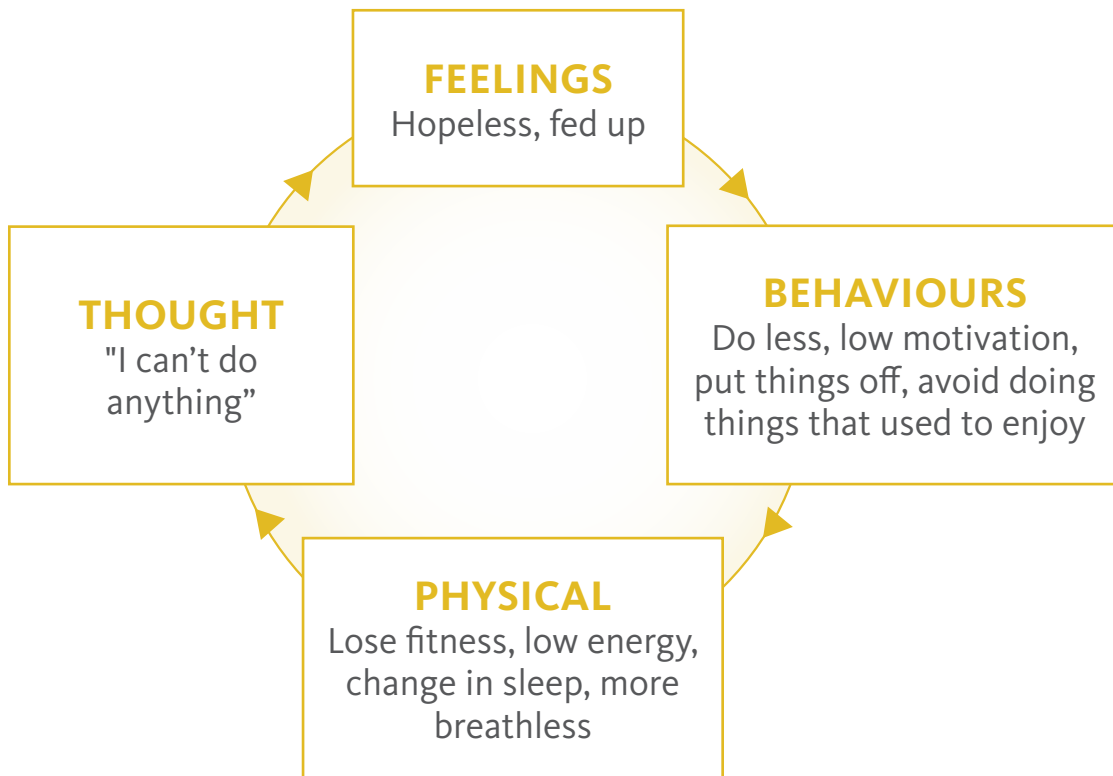 FEELINGS
Hopeless, fed up
THOUGHT
"I can’t do
anything”
BEHAVIOURS
Do less, low motivation,
put things off, avoid doing
things that used to enjoy
PHYSICAL
Lose fitness, low energy,
change in sleep, more
breathless